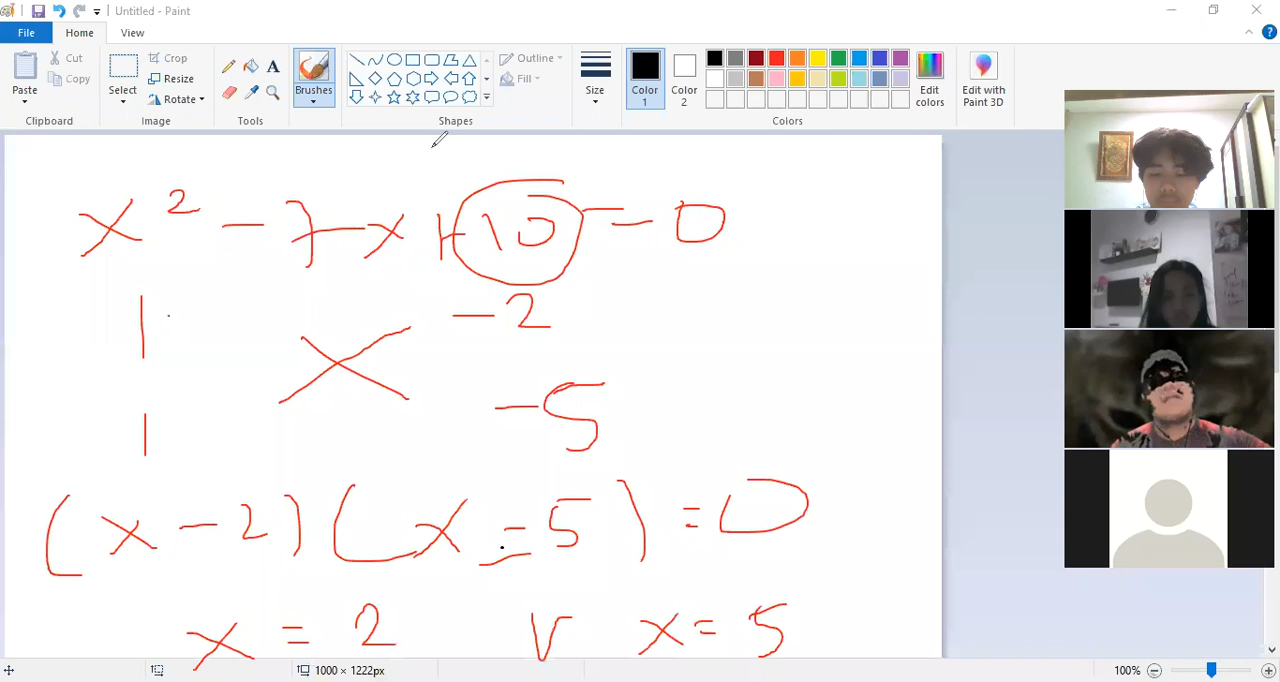 Untitled - Paint
File Home View
Paste Cut Copy Clipboard
Select Crop Resize Rotate Image
Tools
Brushes
Outline Fill Shapes
Size
Color 1 Color 2 Edit colors Colors
Edit with Paint 3D
x² - 7x + 10 = 0
1 -2
1 -5
(x - 2) (x - 5) = 0
x = 2 V x = 5
1000 × 1222px 100%